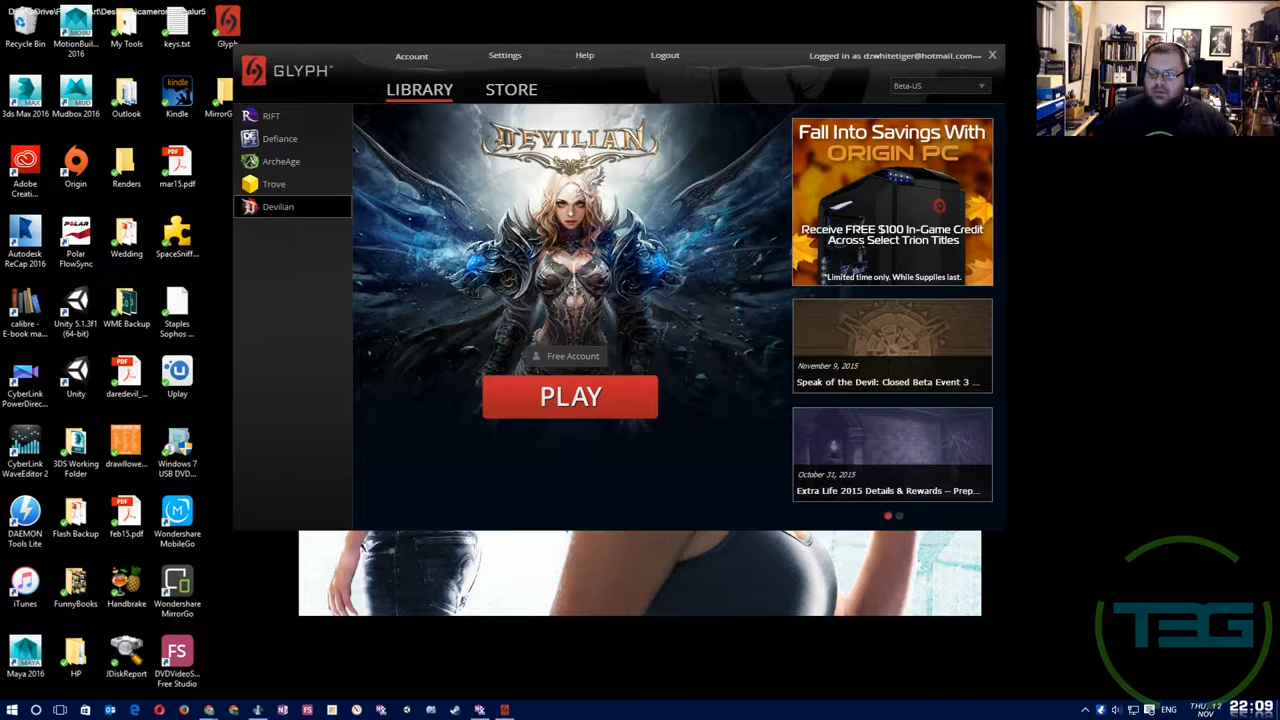 Recycle Bin
MotionBuil...
2016
My Tools
keys.txt
Glyph
3ds Max 2016
Mudbox 2016
Outlook
Kindle
Adobe
Creati...
Origin
Renders
mar15.pdf
Autodesk
ReCap 2016
Polar
FlowSync
Wedding
SpaceSniff...
calibre -
E-book ma...
Unity 5.1.3f1
(64-bit)
WME Backup
Staples
Sophos ...
CyberLink
PowerDirec...
Unity
daredevil_...
Uplay
CyberLink
WaveEditor 2
3DS Working
Folder
drawllowe...
Windows 7
USB DVD...
DAEMON
Tools Lite
Flash Backup
feb15.pdf
Wondershare
MobileGo
iTunes
FunnyBooks
Handbrake
Wondershare
MirrorGo
Maya 2016
HP
JDiskReport
DVDVideoS...
Free Studio
GLYPH™
Account
Settings
Help
Logout
Logged in as dzwhitetiger@hotmail.com
LIBRARY
STORE
Beta-US
RIFT
Defiance
ArcheAge
Trove
Devilian
DEVILIAN
Free Account
PLAY
Fall Into Savings With
ORIGIN PC
Receive FREE $100 In-Game Credit
Across Select Trion Titles
*Limited time only. While Supplies last.
November 9, 2015
Speak of the Devil: Closed Beta Event 3 ...
October 31, 2015
Extra Life 2015 Details & Rewards – Prep...
TBG
ENG
THU, 12
NOV
22:09